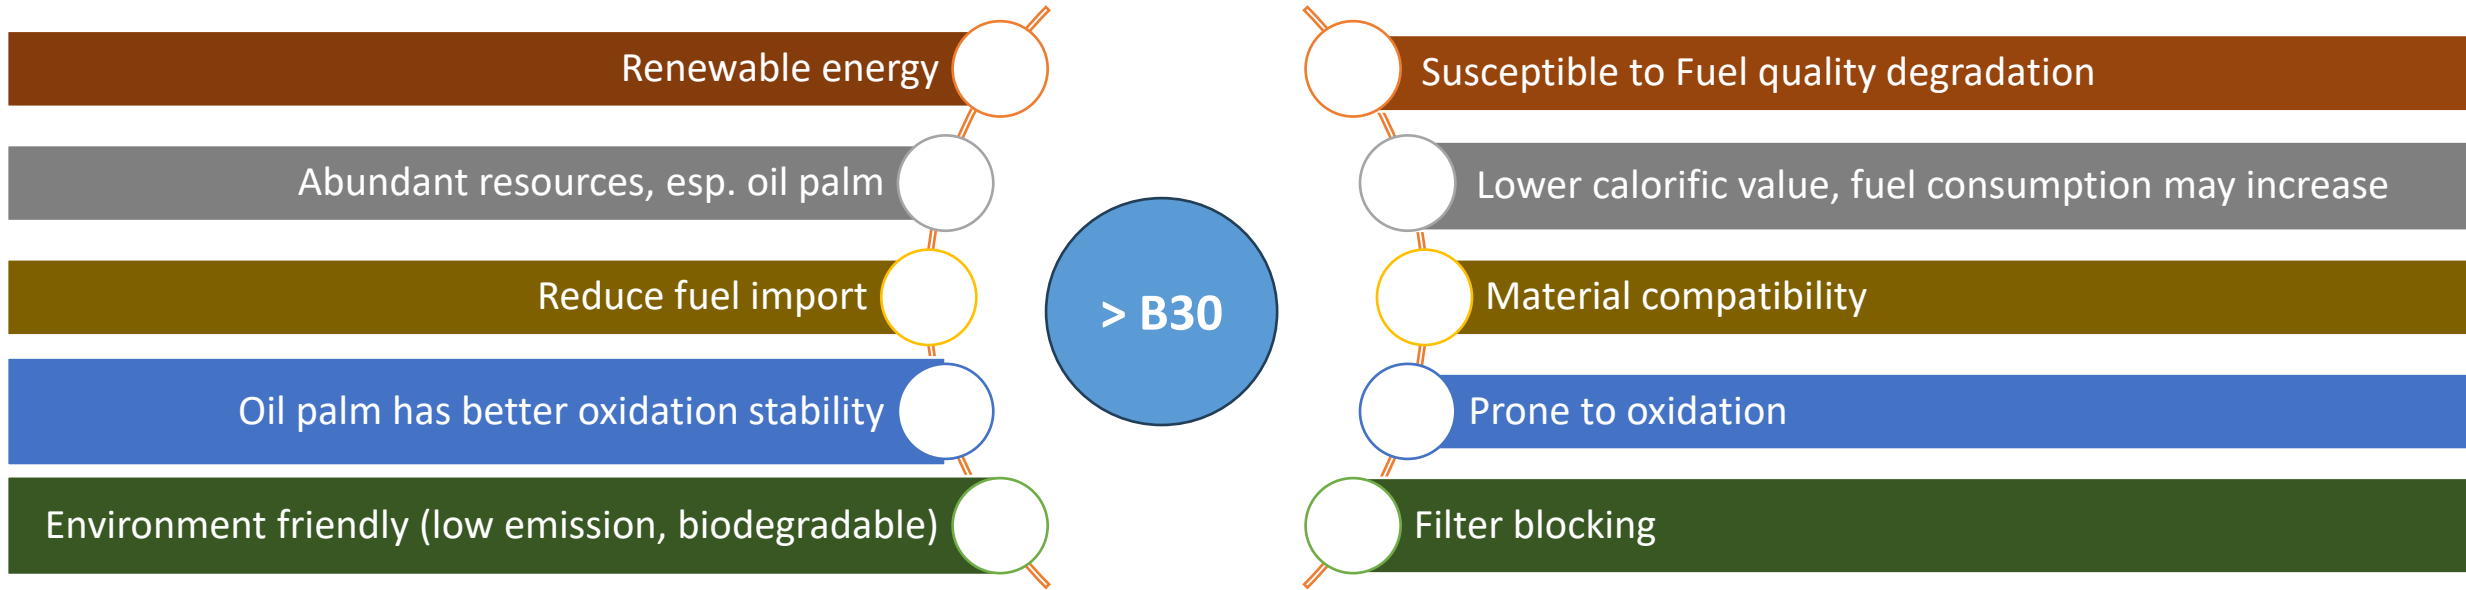 Renewable energy
Abundant resources, esp. oil palm
Reduce fuel import
Oil palm has better oxidation stability
Environment friendly (low emission, biodegradable)
> B30
Susceptible to Fuel quality degradation
Lower calorific value, fuel consumption may increase
Material compatibility
Prone to oxidation
Filter blocking